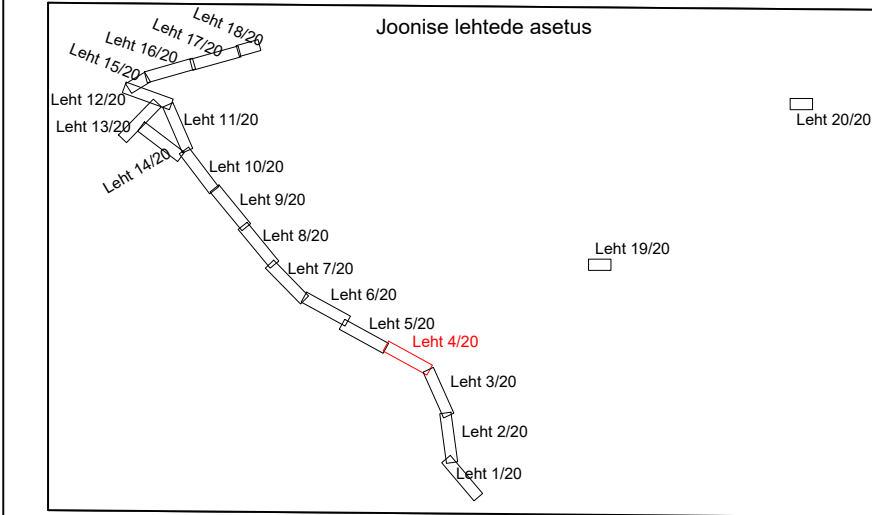 Joonise lehtede asetus
Leht 18/20
Leht 17/20
Leht 16/20
Leht 15/20
Leht 12/20
Leht 13/20
Leht 11/20
Leht 14/20
Leht 10/20
Leht 9/20
Leht 8/20
Leht 7/20
Leht 6/20
Leht 5/20
Leht 4/20
Leht 3/20
Leht 2/20
Leht 1/20
Leht 20/20
Leht 19/20